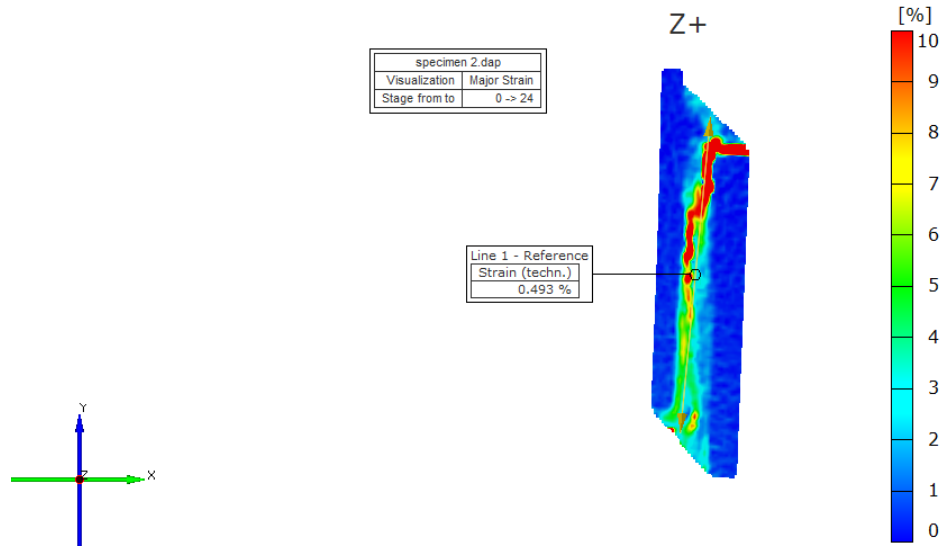 [%]
Z+
specimen 2.dap
Visualization Major Strain
Stage from to 0 -> 24
10
9
8
7
6
5
4
3
2
1
0
Line 1 - Reference
Strain (techn.)
0.493 %
Y
Z
X